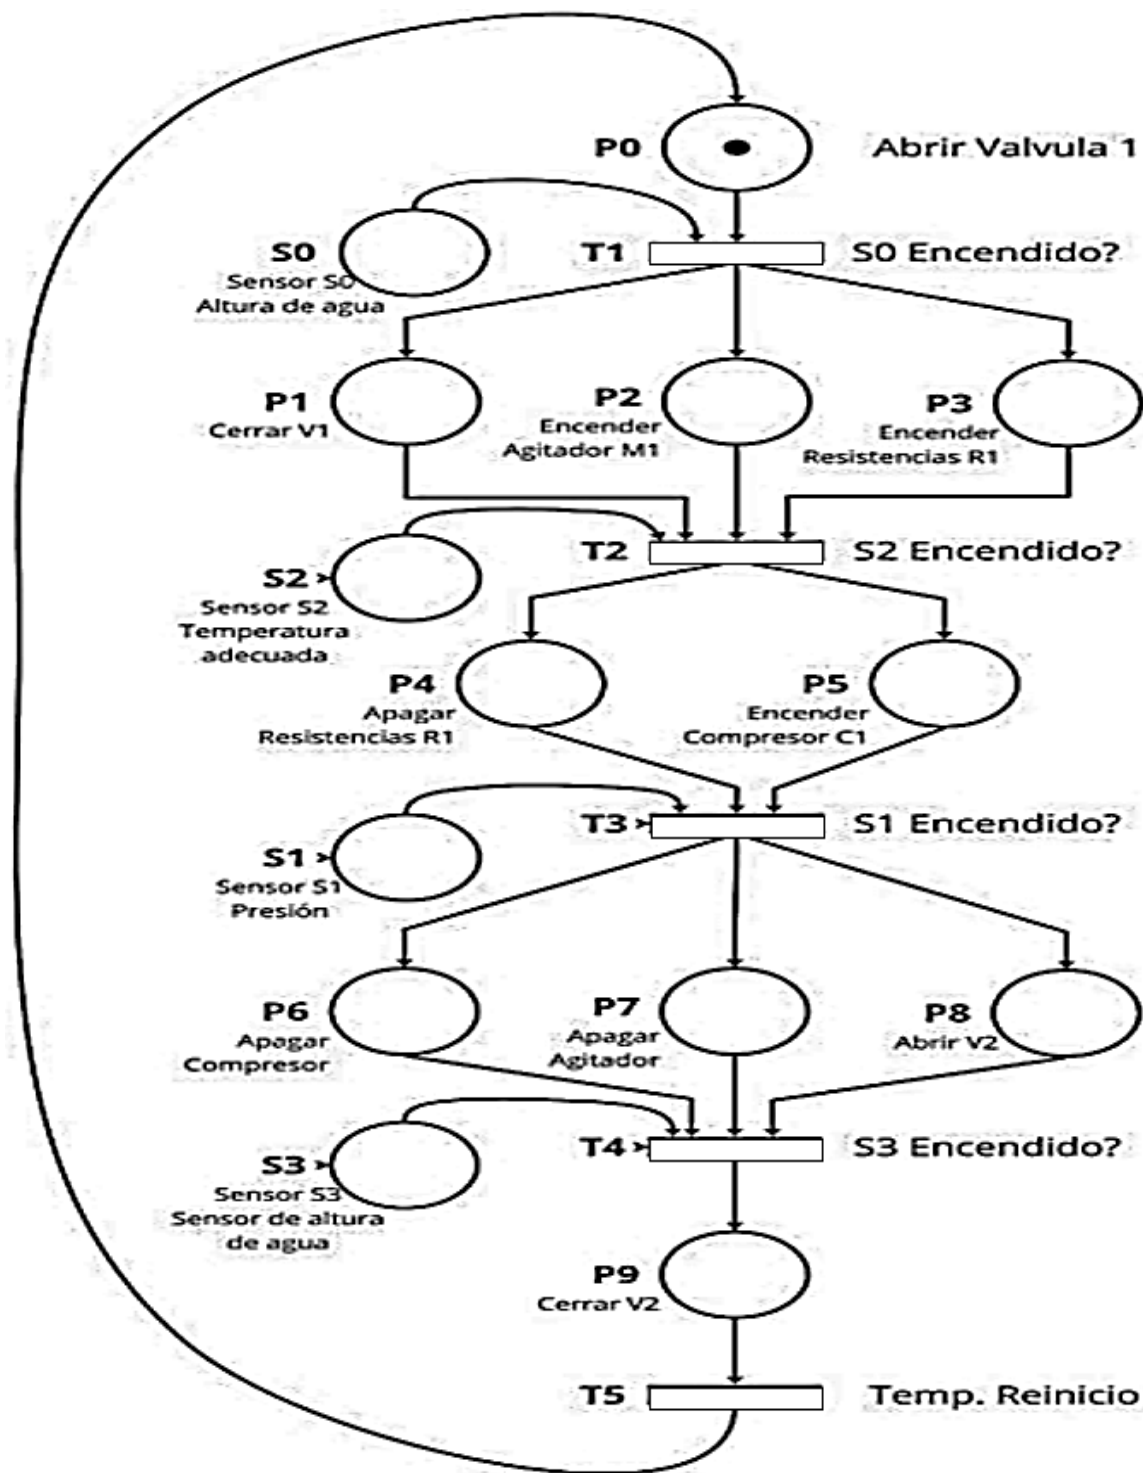 P0
Abrir Valvula 1
S0
Sensor S0
Altura de agua
T1
S0 Encendido?
P1
Cerrar V1
P2
Encender
Agitador M1
P3
Encender
Resistencias R1
T2
S2 Encendido?
S2
Sensor S2
Temperatura
adecuada
P4
Apagar
Resistencias R1
P5
Encender
Compresor C1
T3
S1 Encendido?
S1
Sensor S1
Presión
P6
Apagar
Compresor
P7
Apagar
Agitador
P8
Abrir V2
T4
S3 Encendido?
S3
Sensor S3
Sensor de altura
de agua
P9
Cerrar V2
T5
Temp. Reinicio